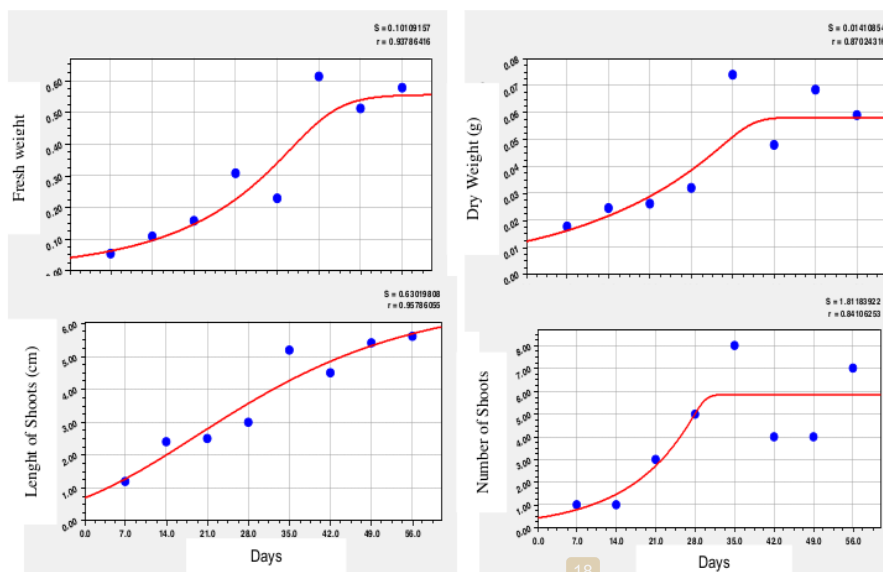 S = 0.10109157
r = 0.93786416
0.60
0.50
0.40
0.30
0.20
0.10
Fresh weight
S = 0.01410854
r = 0.87024316
0.08
0.07
0.06
0.05
0.04
0.03
0.02
0.01
0.00
Dry Weight (g)
S = 0.63019808
r = 0.95786055
6.00
5.00
4.00
3.00
2.00
1.00
0.00
Lenght of Shoots (cm)
0.0 7.0 14.0 21.0 28.0 35.0 42.0 49.0 56.0
Days
S = 1.81183922
r = 0.84106253
8.00
7.00
6.00
5.00
4.00
3.00
2.00
1.00
0.00
Number of Shoots
0.0 7.0 14.0 21.0 28.0 35.0 42.0 49.0 56.0
Days
18